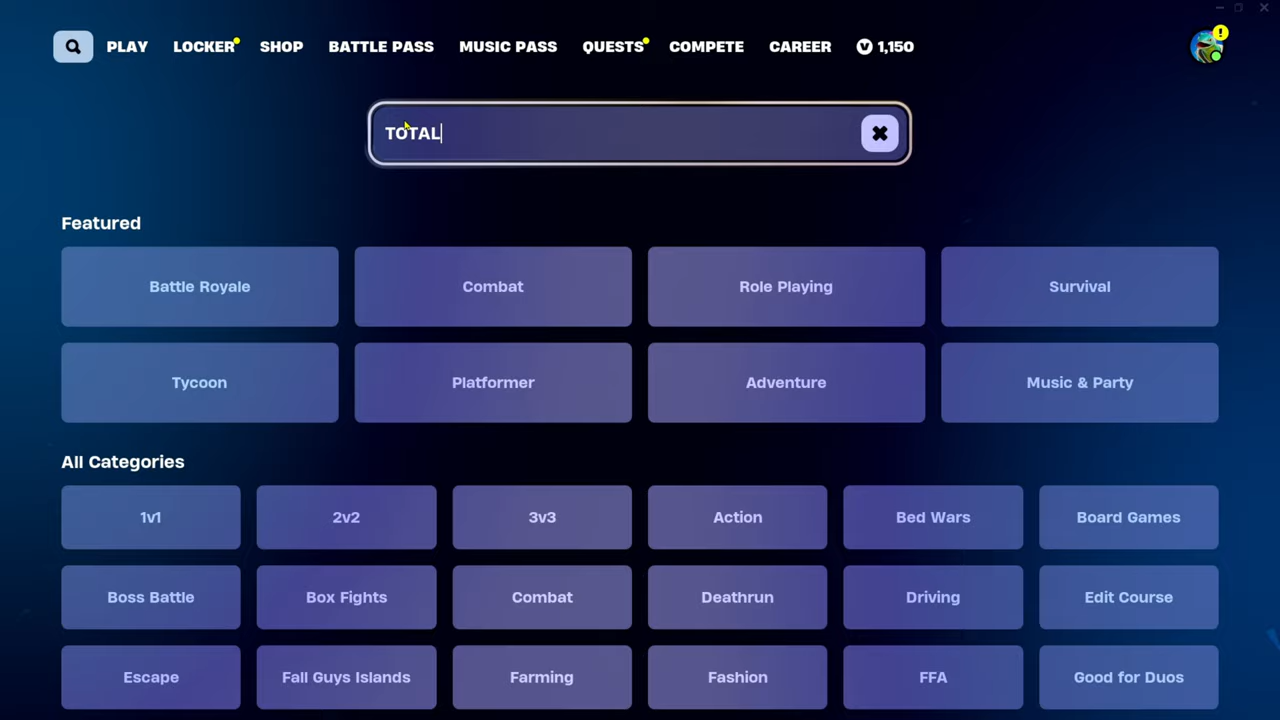 PLAY LOCKER SHOP BATTLE PASS MUSIC PASS QUESTS COMPETE CAREER V 1,150 !
TOTAL
Featured
Battle Royale Combat Role Playing Survival
Tycoon Platformer Adventure Music & Party
All Categories
1v1 2v2 3v3 Action Bed Wars Board Games
Boss Battle Box Fights Combat Deathrun Driving Edit Course
Escape Fall Guys Islands Farming Fashion FFA Good for Duos